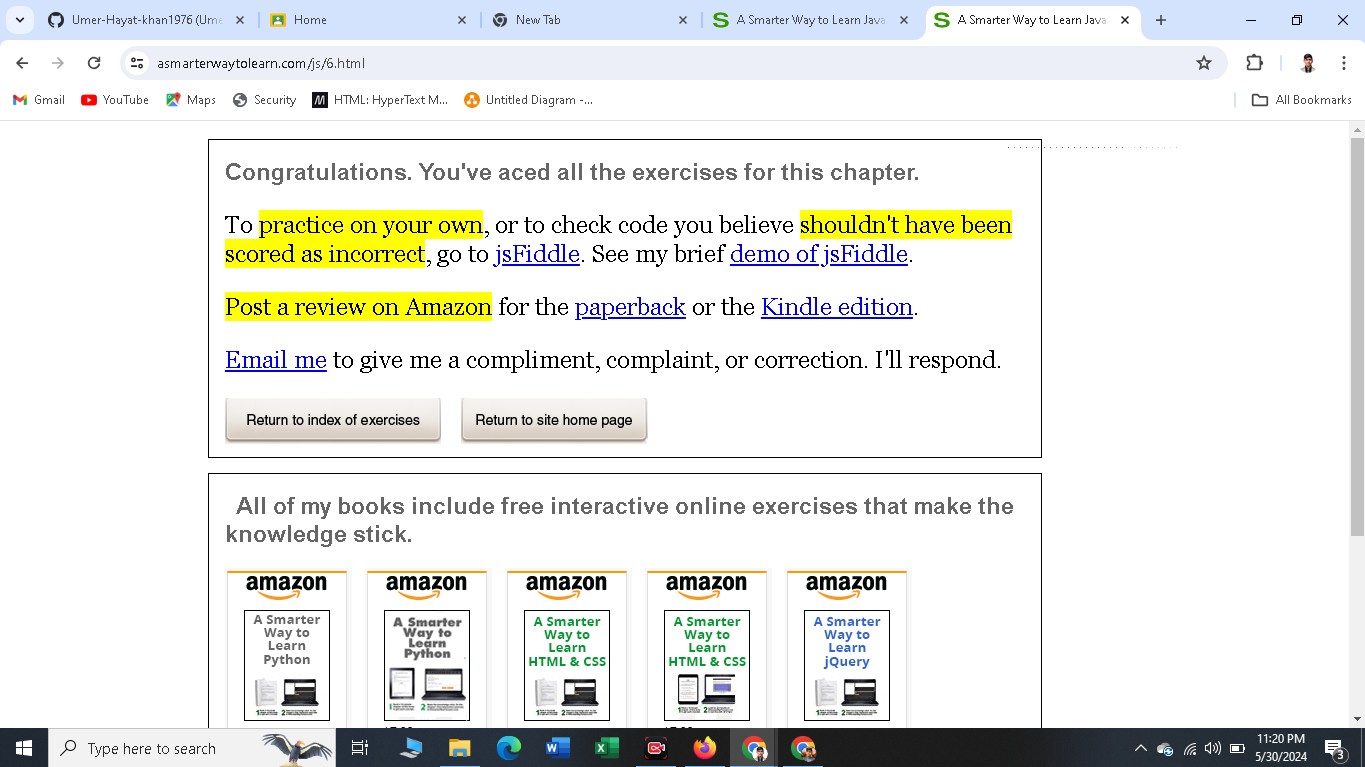 Umer-Hayat-khan1976 (Ume
Home
New Tab
A Smarter Way to Learn Java
A Smarter Way to Learn Java
asmarterwaytolearn.com/js/6.html
Gmail
YouTube
Maps
Security
HTML: HyperText M...
Untitled Diagram -...
All Bookmarks
Congratulations. You've aced all the exercises for this chapter.
To practice on your own, or to check code you believe shouldn't have been
scored as incorrect, go to jsFiddle. See my brief demo of jsFiddle.
Post a review on Amazon for the paperback or the Kindle edition.
Email me to give me a compliment, complaint, or correction. I'll respond.
Return to index of exercises
Return to site home page
All of my books include free interactive online exercises that make the
knowledge stick.
amazon
A Smarter
Way to
Learn
Python
amazon
A Smarter
Way to
Learn
Python
amazon
A Smarter
Way to
Learn
HTML & CSS
amazon
A Smarter
Way to
Learn
HTML & CSS
amazon
A Smarter
Way to
Learn
jQuery
Type here to search
11:20 PM
5/30/2024
3